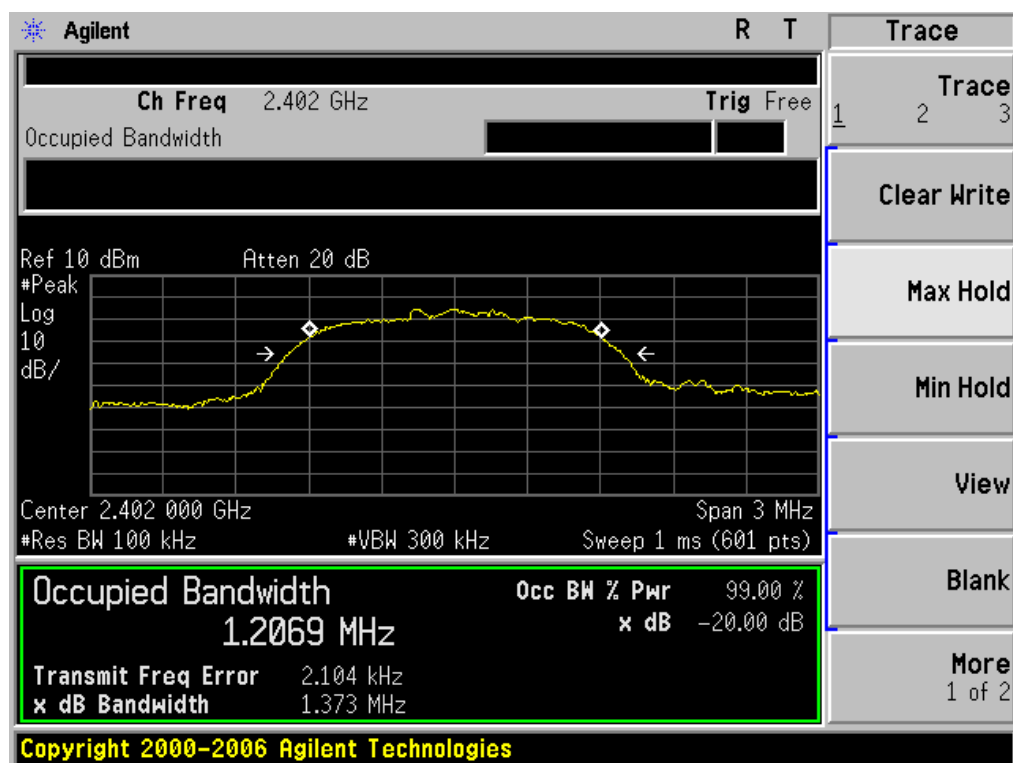 Agilent R T
Ch Freq 2.402 GHz Trig Free
Occupied Bandwidth
Ref 10 dBm Atten 20 dB
#Peak
Log
10
dB/
Center 2.402 000 GHz Span 3 MHz
#Res BW 100 kHz #VBW 300 kHz Sweep 1 ms (601 pts)
Occupied Bandwidth Occ BW % Pwr 99.00 %
1.2069 MHz x dB -20.00 dB
Transmit Freq Error 2.104 kHz
x dB Bandwidth 1.373 MHz
Copyright 2000-2006 Agilent Technologies
Trace
Trace
1 2 3
Clear Write
Max Hold
Min Hold
View
Blank
More
1 of 2